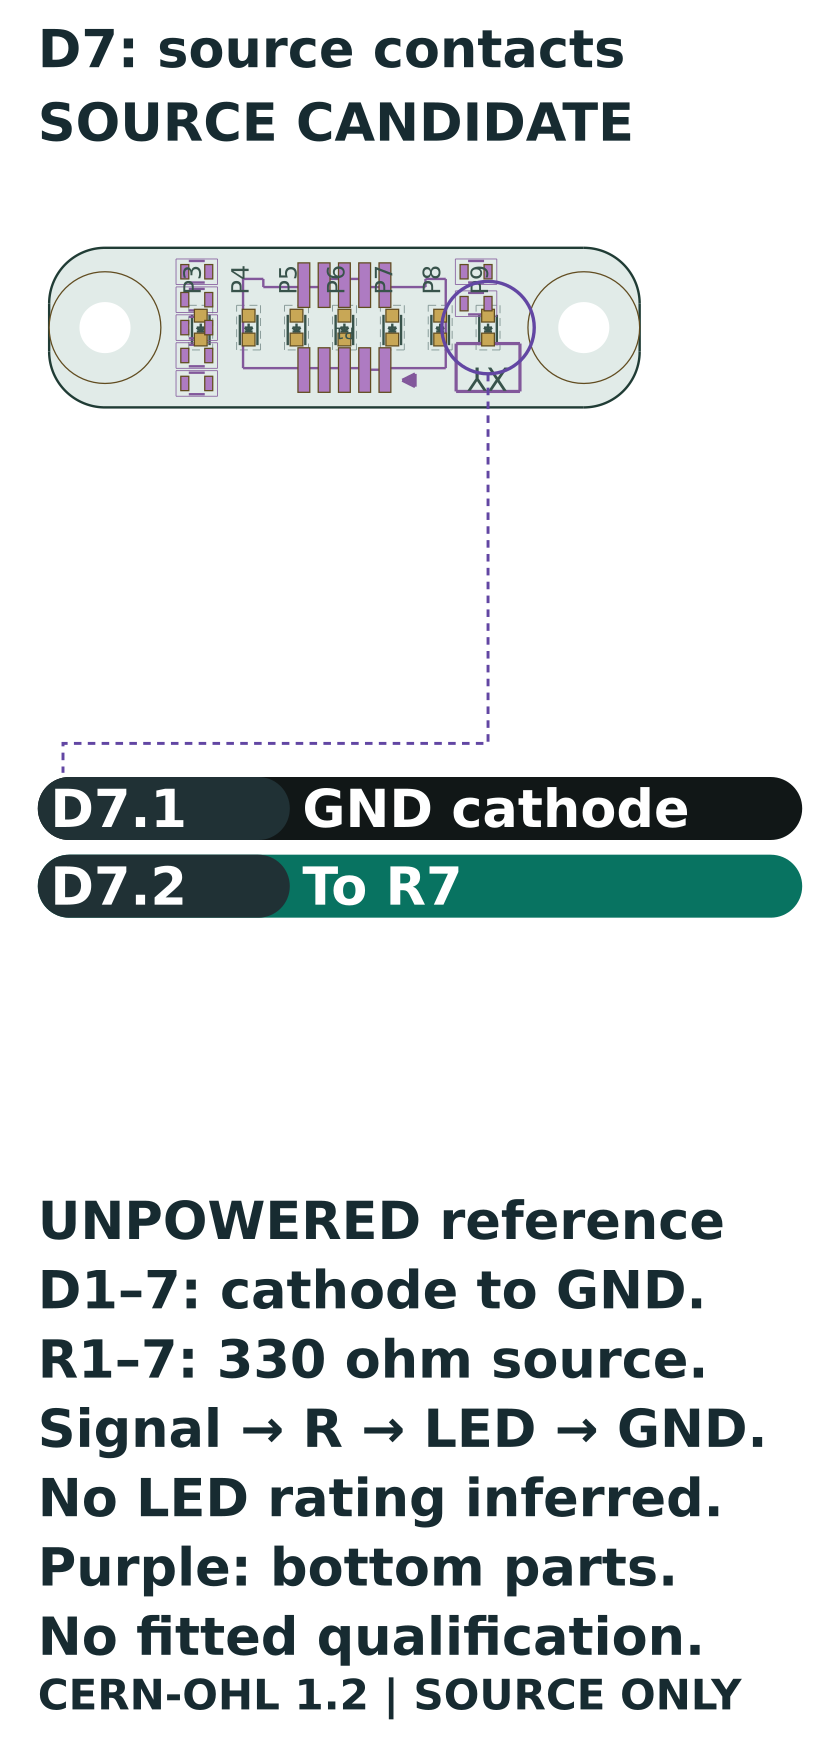 D7: source contacts
SOURCE CANDIDATE
P3 P4 P5 P6 P7 P8 P9
D7.1 GND cathode
D7.2 To R7
UNPOWERED reference
D1–7: cathode to GND.
R1–7: 330 ohm source.
Signal → R → LED → GND.
No LED rating inferred.
Purple: bottom parts.
No fitted qualification.
CERN-OHL 1.2 | SOURCE ONLY